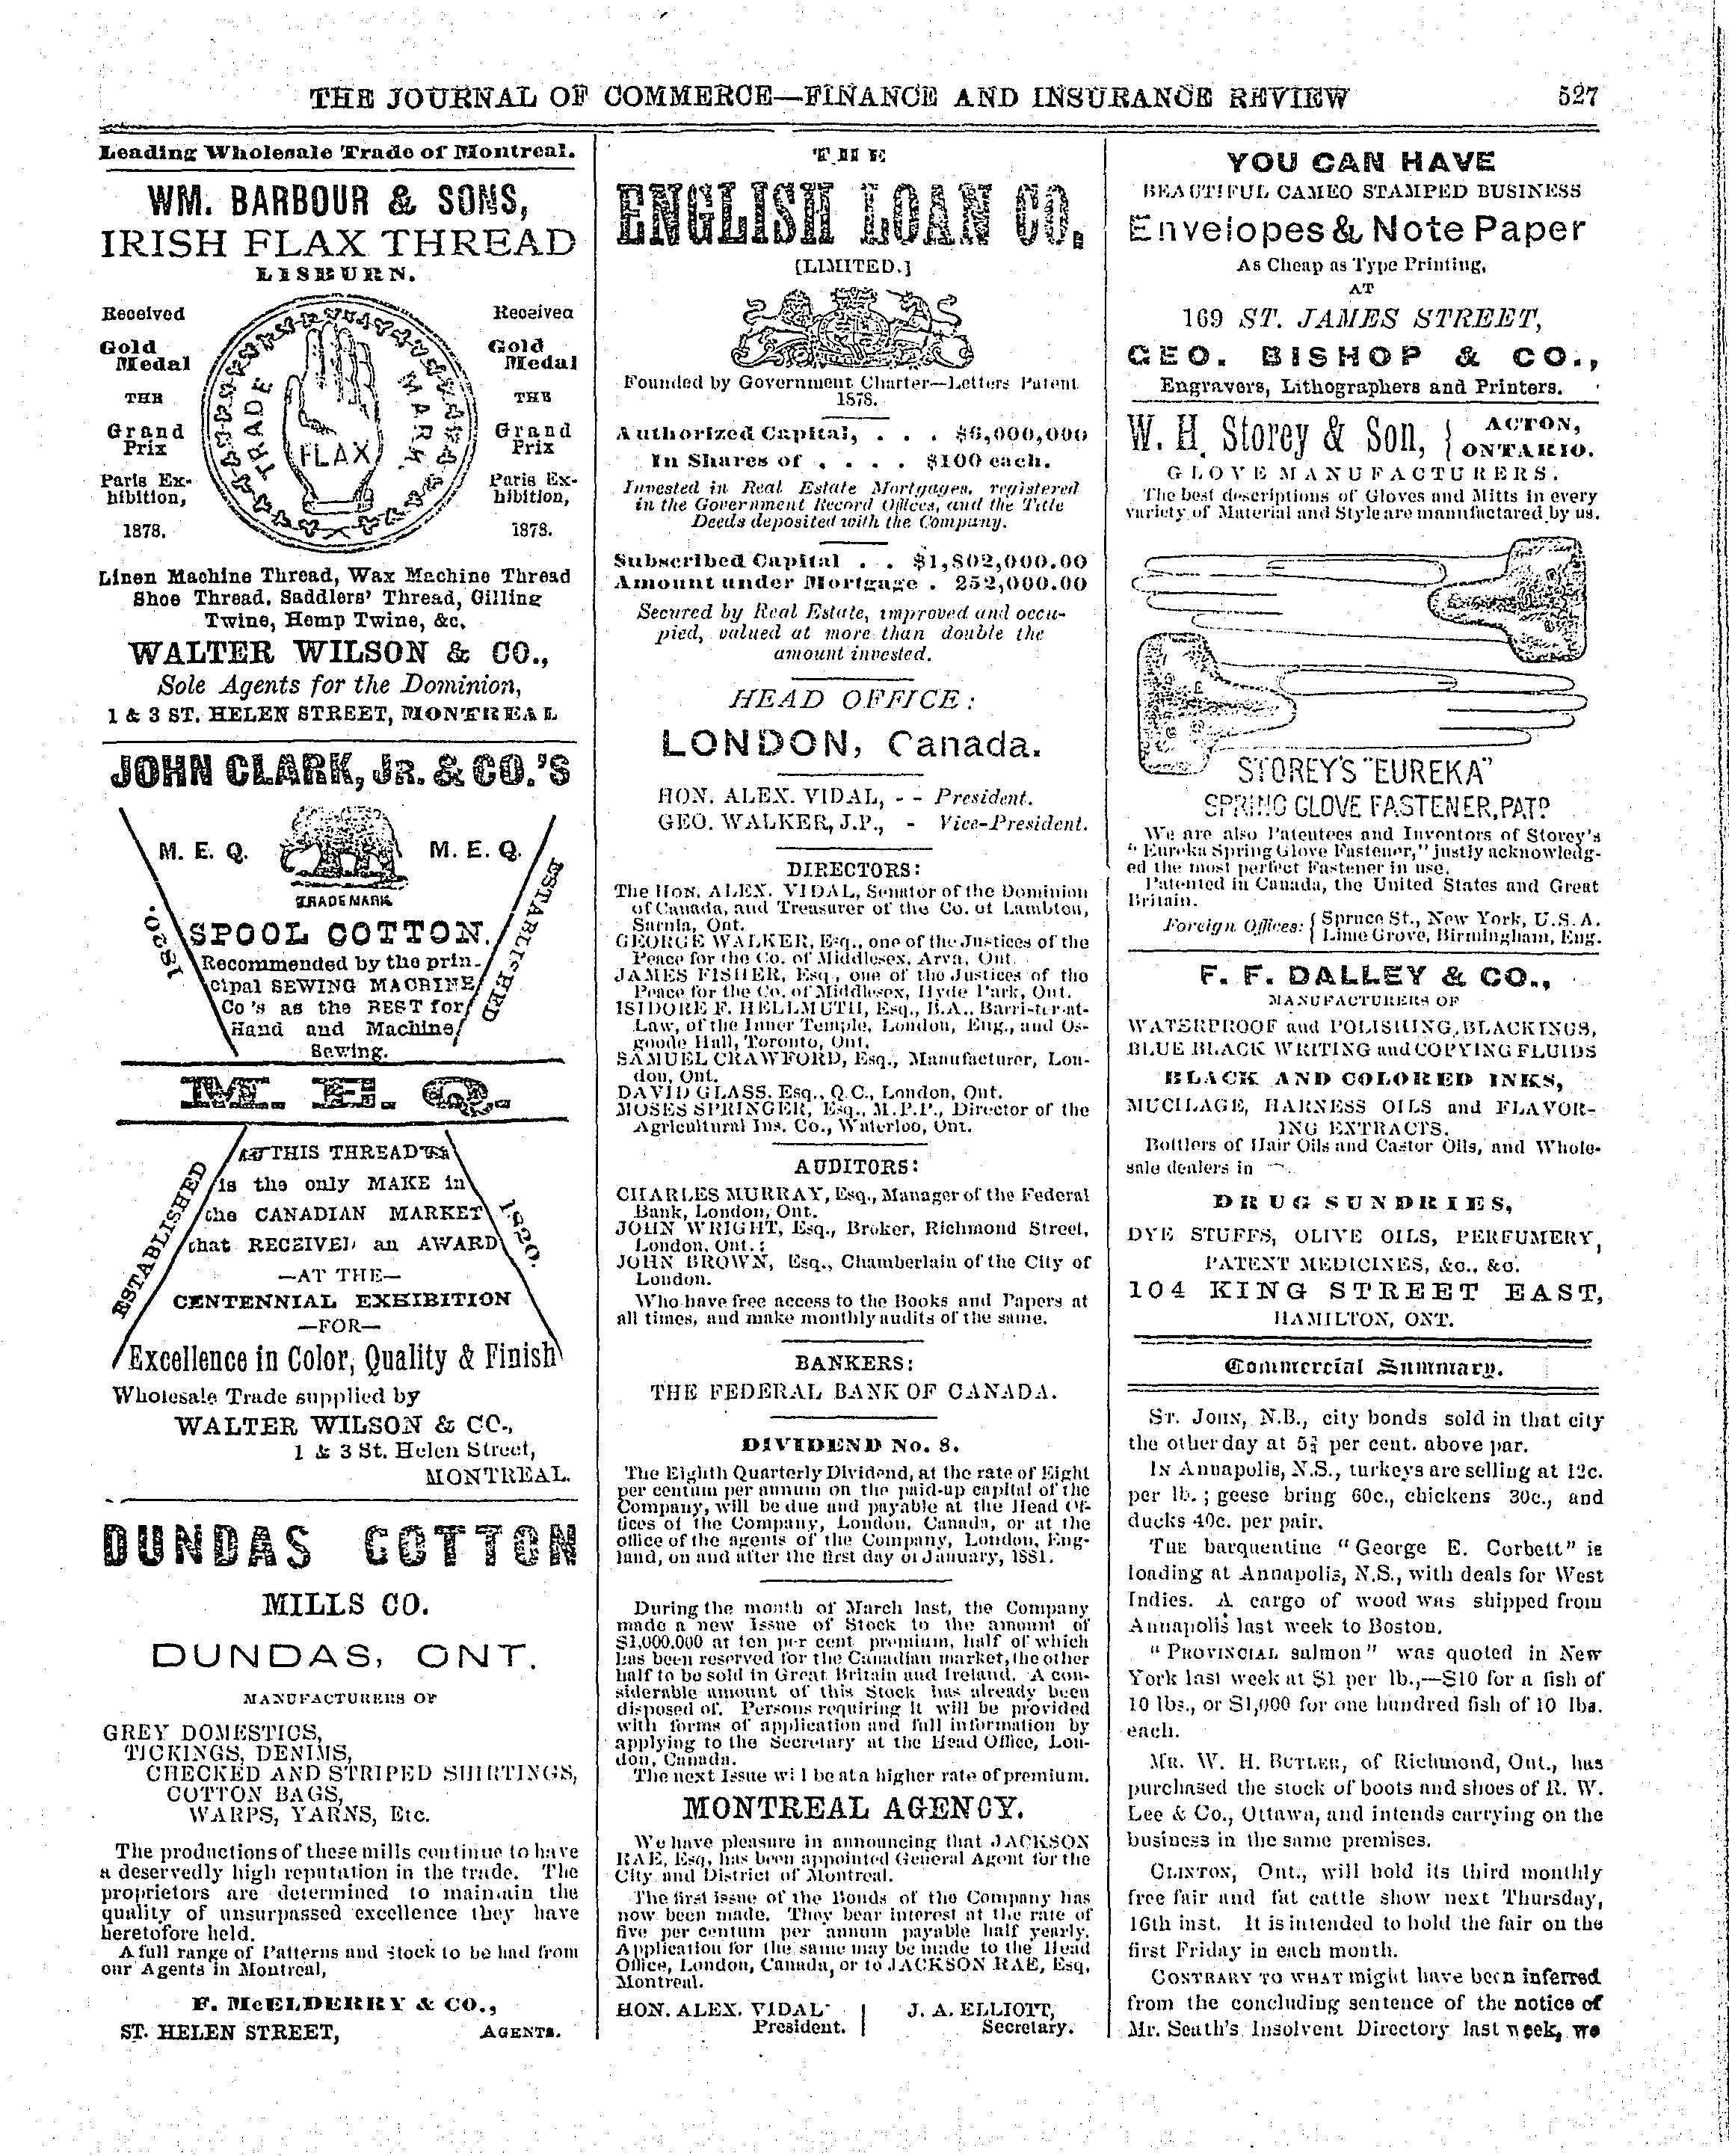 THE JOURNAL OF COMMERCE—FINANCE AND INSURANCE REVIEW 527
Leading Wholesale Trade of Montreal.
WM. BARBOUR & SONS,
IRISH FLAX THREAD
LISBURN.
Received
Gold
Medal
THE
Grand
Prix
Paris Ex-
hibition,
1878.
TRADE MARK.
FLAX
Received
Gold
Medal
THE
Grand
Prix
Paris Ex-
hibition,
1878.
Linen Machine Thread, Wax Machine Thread
Shoe Thread. Saddlers' Thread, Gilling
Twine, Hemp Twine, &c.
WALTER WILSON & CO.,
Sole Agents for the Dominion,
1 & 3 ST. HELEN STREET, MONTREAL
JOHN CLARK, JR. & CO.'S
M. E. Q. M. E. Q.
TRADE MARK
ESTABLISHED
1820.
SPOOL COTTON.
Recommended by the prin-
cipal SEWING MACHINE
Co's as the BEST for
Hand and Machine
Sewing.
M. E. Q.
ESTABLISHED
1820.
THIS THREAD
is the only MAKE in
the CANADIAN MARKET
that RECEIVED an AWARD
—AT THE—
CENTENNIAL EXHIBITION
—FOR—
Excellence in Color, Quality & Finish
Wholesale Trade supplied by
WALTER WILSON & CO.,
1 & 3 St. Helen Street,
MONTREAL.
DUNDAS COTTON
MILLS CO.
DUNDAS, ONT.
MANUFACTURERS OF
GREY DOMESTICS,
TICKINGS, DENIMS,
CHECKED AND STRIPED SHIRTINGS,
COTTON BAGS,
WARPS, YARNS, Etc.
The productions of these mills continue to have
a deservedly high reputation in the trade. The
proprietors are determined to maintain the
quality of unsurpassed excellence they have
heretofore held.
A full range of Patterns and Stock to be had from
our Agents in Montreal,
F. McELDERRY & CO.,
ST. HELEN STREET, AGENTS.
THE
ENGLISH LOAN CO.
[LIMITED.]
Founded by Government Charter—Letters Patent
1878.
Authorized Capital, . . . $6,000,000
In Shares of . . . . $100 each.
Invested in Real Estate Mortgages, registered
in the Government Record Offices, and the Title
Deeds deposited with the Company.
Subscribed Capital . . $1,802,000.00
Amount under Mortgage . 252,000.00
Secured by Real Estate, improved and occu-
pied, valued at more than double the
amount invested.
HEAD OFFICE:
LONDON, Canada.
HON. ALEX. VIDAL, - - President.
GEO. WALKER, J.P., - Vice-President.
DIRECTORS:
The HON. ALEX. VIDAL, Senator of the Dominion
of Canada, and Treasurer of the Co. of Lambton,
Sarnia, Ont.
GEORGE WALKER, Esq., one of the Justices of the
Peace for the Co. of Middlesex, Arva, Ont.
JAMES FISHER, Esq., one of the Justices of the
Peace for the Co. of Middlesex, Hyde Park, Ont.
ISIDORE F. HELLMUTH, Esq., B.A., Barrister-at-
Law, of the Inner Temple, London, Eng., and Os-
goode Hall, Toronto, Ont.
SAMUEL CRAWFORD, Esq., Manufacturer, Lon-
don, Ont.
DAVID GLASS, Esq., Q.C., London, Ont.
MOSES SPRINGER, Esq., M.P.P., Director of the
Agricultural Ins. Co., Waterloo, Ont.
AUDITORS:
CHARLES MURRAY, Esq., Manager of the Federal
Bank, London, Ont.
JOHN WRIGHT, Esq., Broker, Richmond Street,
London, Ont.;
JOHN BROWN, Esq., Chamberlain of the City of
London.
Who have free access to the Books and Papers at
all times, and make monthly audits of the same.
BANKERS:
THE FEDERAL BANK OF CANADA.
DIVIDEND No. 8.
The Eighth Quarterly Dividend, at the rate of Eight
per centum per annum on the paid-up capital of the
Company, will be due and payable at the Head Of-
fices of the Company, London, Canada, or at the
office of the agents of the Company, London, Eng-
land, on and after the first day of January, 1881.
During the month of March last, the Company
made a new Issue of Stock to the amount of
$1,000,000 at ten per cent premium, half of which
has been reserved for the Canadian market, the other
half to be sold in Great Britain and Ireland. A con-
siderable amount of this Stock has already been
disposed of. Persons requiring it will be provided
with forms of application and full information by
applying to the Secretary at the Head Office, Lon-
don, Canada.
The next Issue will be at a higher rate of premium.
MONTREAL AGENCY.
We have pleasure in announcing that JACKSON
RAE, Esq, has been appointed General Agent for the
City and District of Montreal.
The first issue of the Bonds of the Company has
now been made. They bear interest at the rate of
five per centum per annum payable half yearly.
Application for the same may be made to the Head
Office, London, Canada, or to JACKSON RAE, Esq,
Montreal.
HON. ALEX. VIDAL J. A. ELLIOTT,
President. Secretary.
YOU CAN HAVE
BEAUTIFUL CAMEO STAMPED BUSINESS
Envelopes & Note Paper
As Cheap as Type Printing,
AT
169 ST. JAMES STREET,
GEO. BISHOP & CO.,
Engravers, Lithographers and Printers.
W. H. Storey & Son, ACTON,
ONTARIO.
GLOVE MANUFACTURERS.
The best descriptions of Gloves and Mitts in every
variety of Material and Style are manufactured by us.
STOREY'S "EUREKA"
SPRING GLOVE FASTENER, PATD
We are also Patentees and Inventors of Storey's
"Eureka Spring Glove Fastener," justly acknowledg-
ed the most perfect Fastener in use.
Patented in Canada, the United States and Great
Britain.
Foreign Offices: { Spruce St., New York, U.S.A.
{ Lime Grove, Birmingham, Eng.
F. F. DALLEY & CO.,
MANUFACTURERS OF
WATERPROOF and POLISHING BLACKINGS,
BLUE BLACK WRITING and COPYING FLUIDS
BLACK AND COLORED INKS,
MUCILAGE, HARNESS OILS and FLAVOR-
ING EXTRACTS.
Bottlers of Hair Oils and Castor Oils, and Whole-
sale dealers in
DRUG SUNDRIES,
DYE STUFFS, OLIVE OILS, PERFUMERY,
PATENT MEDICINES, &c., &c.
104 KING STREET EAST,
HAMILTON, ONT.
Commercial Summary.
ST. JOHN, N.B., city bonds sold in that city
the other day at 5¾ per cent. above par.
IN Annapolis, N.S., turkeys are selling at 12c.
per lb.; geese bring 60c., chickens 30c., and
ducks 40c. per pair.
THE barquentine "George E. Corbett" is
loading at Annapolis, N.S., with deals for West
Indies. A cargo of wood was shipped from
Annapolis last week to Boston.
"PROVINCIAL salmon" was quoted in New
York last week at $1 per lb.,—$10 for a fish of
10 lbs., or $1,000 for one hundred fish of 10 lbs.
each.
MR. W. H. BUTLER, of Richmond, Ont., has
purchased the stock of boots and shoes of R. W.
Lee & Co., Ottawa, and intends carrying on the
business in the same premises.
CLINTON, Ont., will hold its third monthly
free fair and fat cattle show next Thursday,
16th inst. It is intended to hold the fair on the
first Friday in each month.
CONTRARY TO WHAT might have been inferred
from the concluding sentence of the notice of
Mr. Seath's Insolvent Directory last week, we